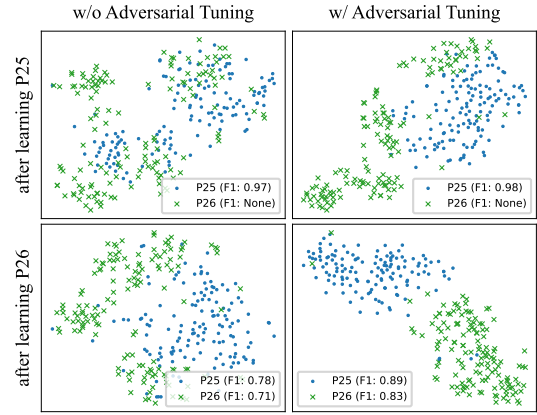 w/o Adversarial Tuning
w/ Adversarial Tuning
after learning P25
P25 (F1: 0.97)
P26 (F1: None)
P25 (F1: 0.98)
P26 (F1: None)
after learning P26
P25 (F1: 0.78)
P26 (F1: 0.71)
P25 (F1: 0.89)
P26 (F1: 0.83)